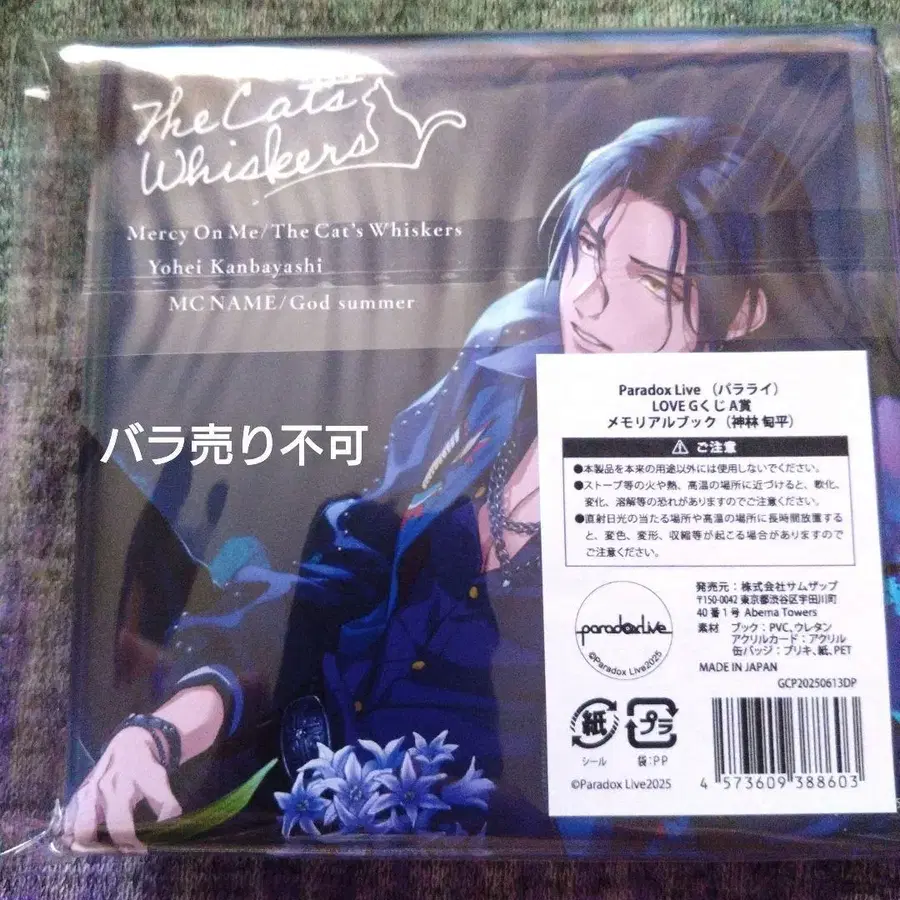 The Cat's
Whiskers
Mercy On Me/The Cat's Whiskers
Yohei Kanbayashi
MC NAME/God summer
バラ売り不可
Paradox Live （パラライ）
LOVE Gくじ A賞
メモリアルブック（神林 匋平）
⚠ ご注意
●本製品を本来の用途以外には使用しないでください。
●ストーブ等の火や熱、高温の場所に近づけると、軟化、
変化、溶解等の恐れがありますのでご注意ください。
●直射日光の当たる場所や高温の場所に長時間放置する
と、変色、変形、収縮等が起こる場合がありますので
ご注意ください。
paradoxlive
©Paradox Live2025
発売元：株式会社サムザップ
〒150-0042 東京都渋谷区宇田川町
40番1号 Abema Towers
素材 ブック：PVC、ウレタン
アクリルカード：アクリル
缶バッジ：ブリキ、紙、PET
MADE IN JAPAN
GCP20250613DP
紙
シール
プラ
袋：PP
©Paradox Live2025
4 573609 388603